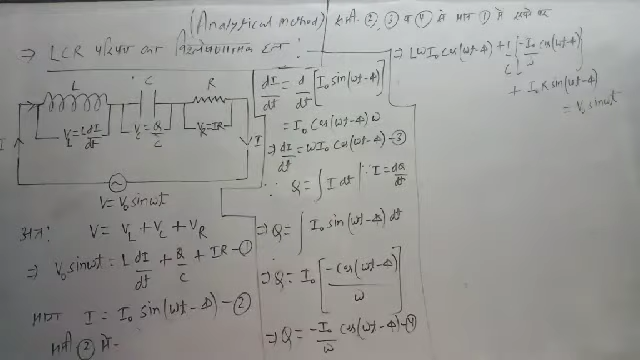 (Analytical method)
⇒ LCR परिपथ का विश्लेषणात्मक हल :-
L C R
V_L = L dI/dt
V_C = Q/C
V_R = IR
I
I
V = V₀ sinωt
अतः V = V_L + V_C + V_R
⇒ V₀ sinωt = L dI/dt + Q/C + IR - ①
माना I = I₀ sin(ωt-Φ) - ②
समी ② से-
dI/dt = d/dt [I₀ sin(ωt-Φ)]
= I₀ cos(ωt-Φ) ω
⇒ dI/dt = ωI₀ cos(ωt-Φ) - ③
∵ Q = ∫ I dt | ∵ I = dQ/dt
⇒ Q = ∫ I₀ sin(ωt-Φ) dt
⇒ Q = I₀ [-cos(ωt-Φ)/ω]
⇒ Q = -I₀/ω cos(ωt-Φ) - ④
समी ②, ③ व ④ से मान ① में रखने पर
⇒ LωI₀ cos(ωt-Φ) + 1/C {-I₀/ω cos(ωt-Φ)}
+ I₀R sin(ωt-Φ)
= V₀ sinωt